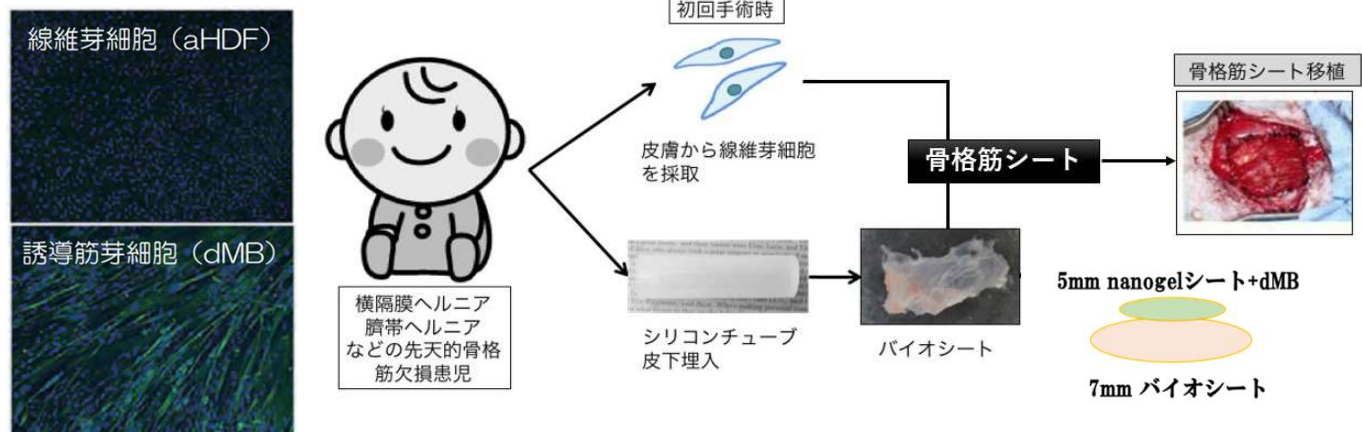 線維芽細胞（aHDF）
誘導筋芽細胞（dMB）
横隔膜ヘルニア
臍帯ヘルニア
などの先天的骨格
筋欠損患児
初回手術時
皮膚から線維芽細胞
を採取
シリコンチューブ
皮下埋入
バイオシート
骨格筋シート
骨格筋シート移植
5mm nanogelシート+dMB
7mm バイオシート